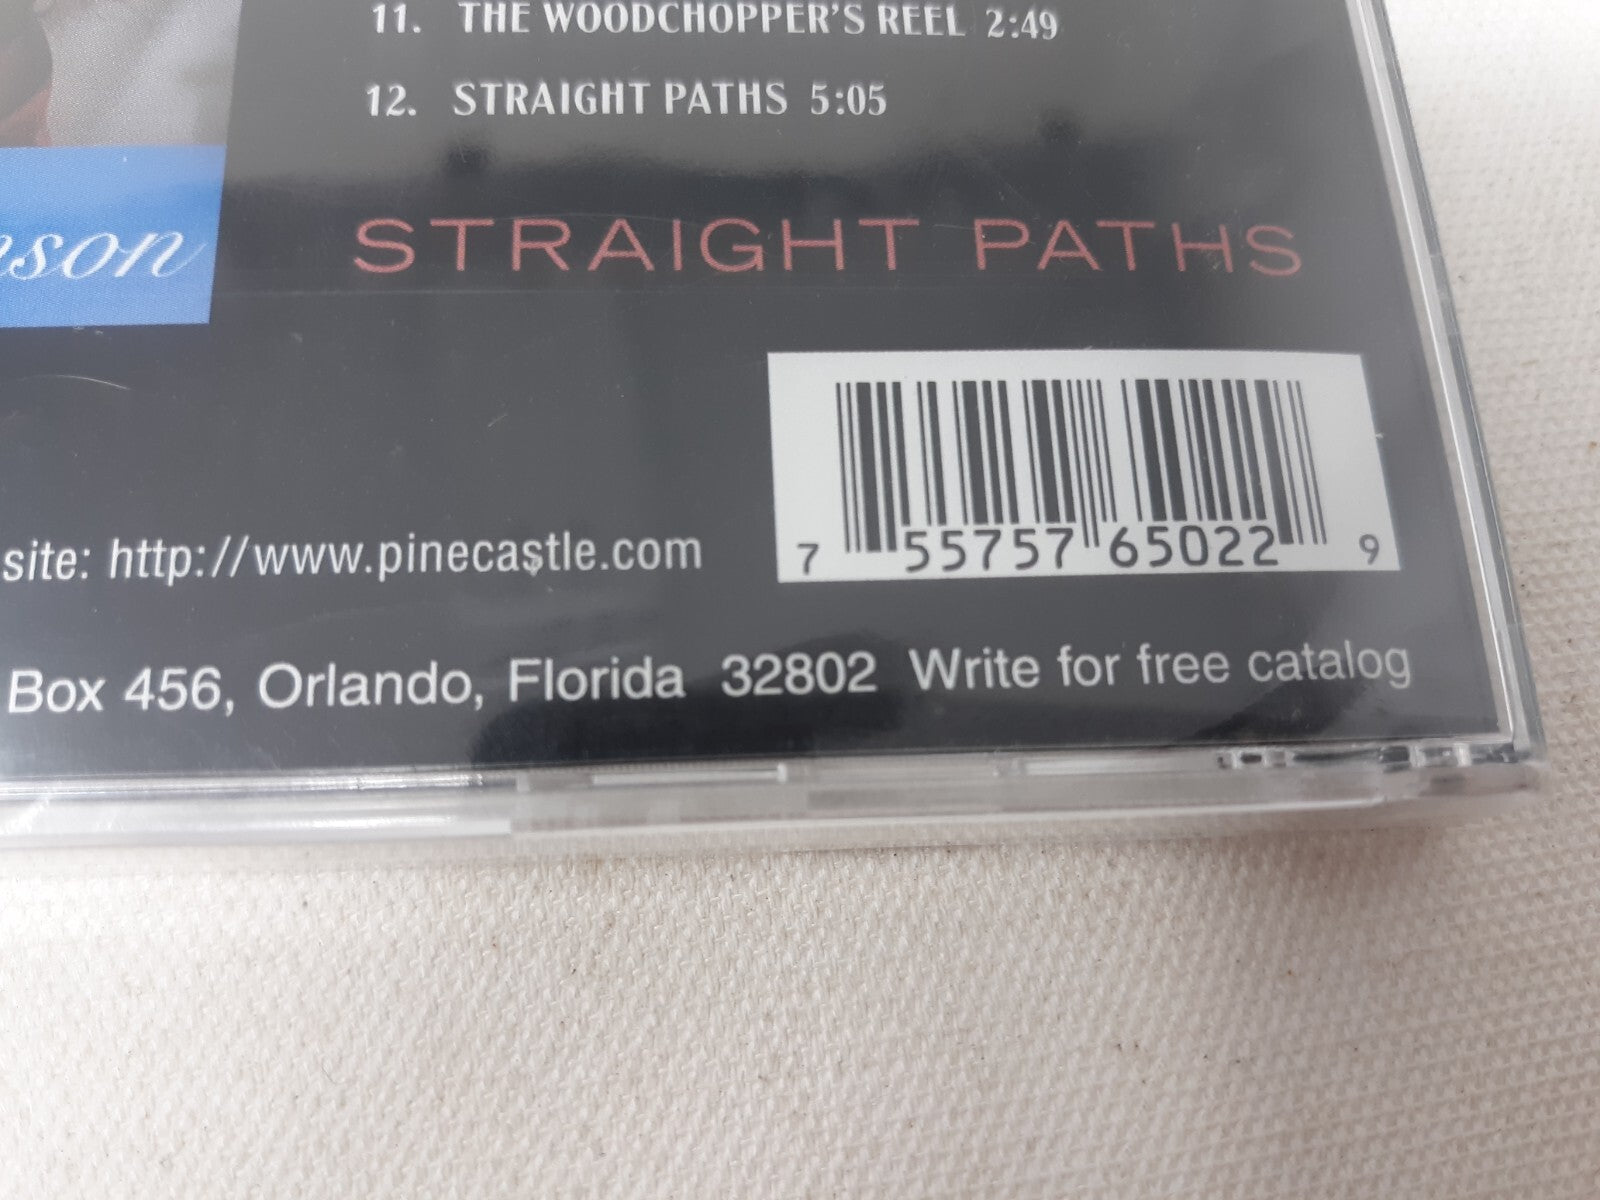 11. THE WOODCHOPPER'S REEL 2:49
12. STRAIGHT PATHS 5:05
nson
STRAIGHT PATHS
site: http://www.pinecastle.com
7 55757 65022 9
Box 456, Orlando, Florida 32802 Write for free catalog